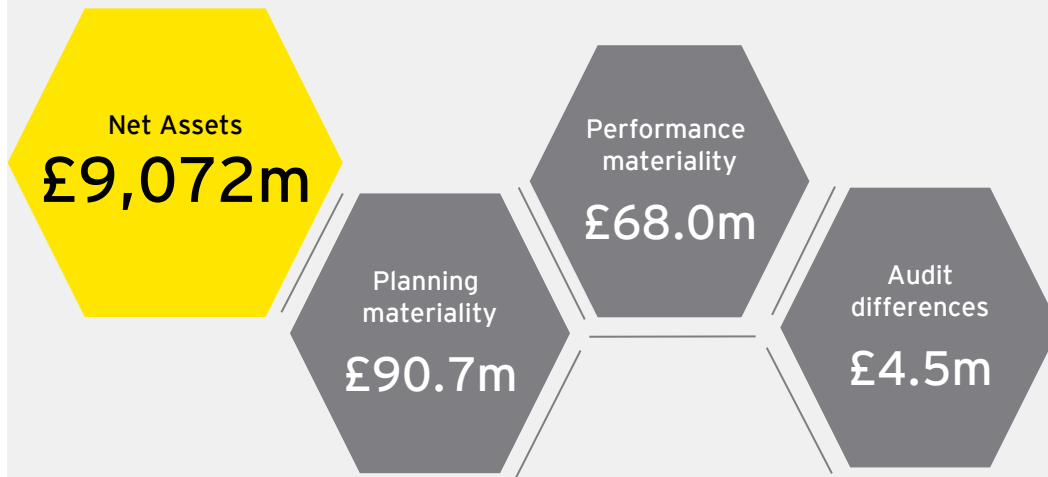 Net Assets
£9,072m
Planning
materiality
£90.7m
Performance
materiality
£68.0m
Audit
differences
£4.5m